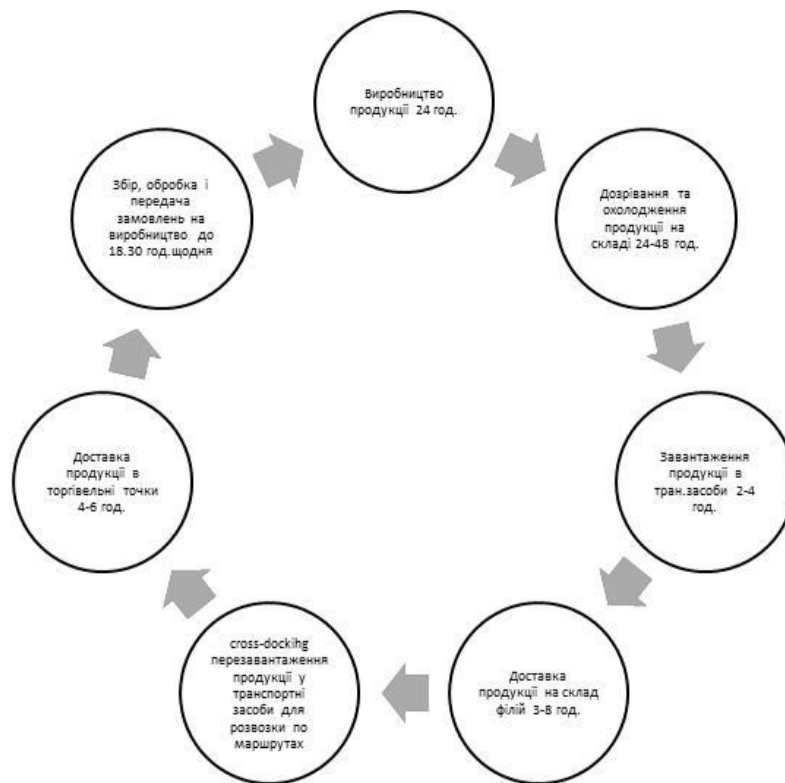 Виробництво
продукції 24 год.
Дозрівання та
охолодження
продукції на
складі 24-48 год.
Завантаження
продукції в
тран.засоби 2-4
год.
Доставка
продукції на склад
філій 3-8 год.
cross-dockihg
перезавантаження
продукції у
транспортні
засоби для
розвозки по
маршрутах
Доставка
продукції в
торгівельні точки
4-6 год.
Збір, обробка і
передача
замовлень на
виробництво до
18.30 год.щодня